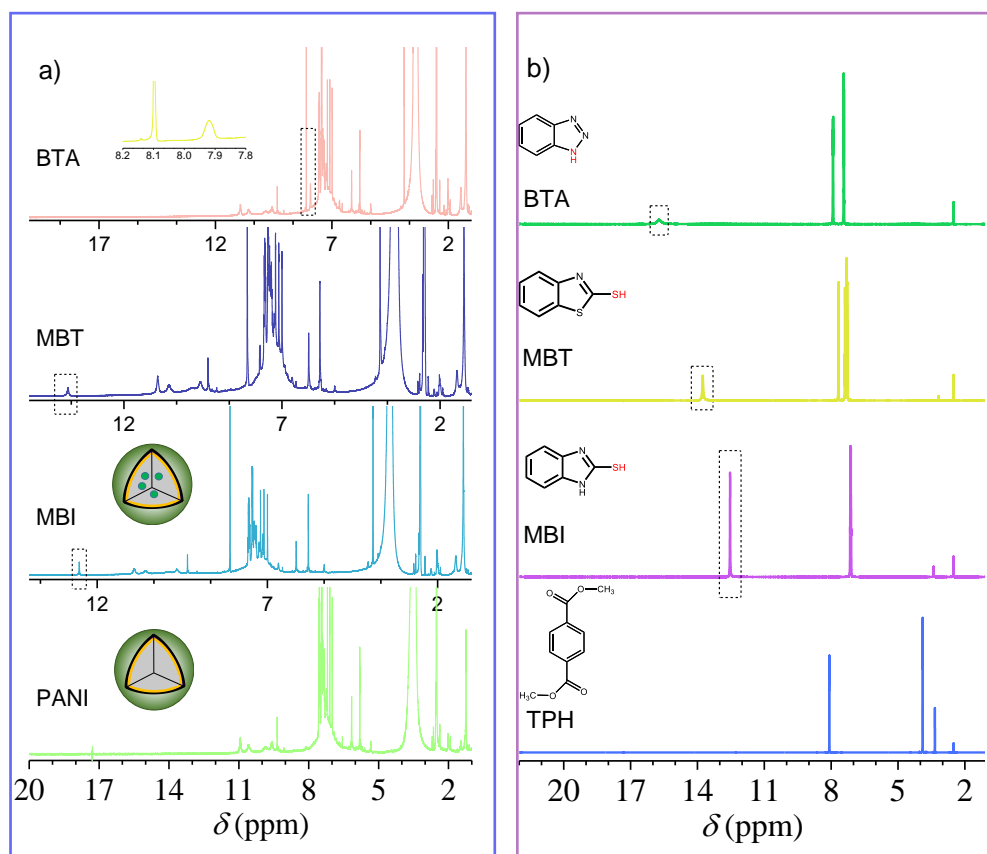 a)
8.2 8.1 8.0 7.9 7.8
BTA
17 12 7 2
MBT
12 7 2
MBI
12 7 2
PANI
20 17 14 11 8 5 2
δ (ppm)
b)
N
N
N
H
BTA
N
SH
S
MBT
N
SH
N
H
MBI
O
CH3
O
O
H3C
O
TPH
20 17 14 11 8 5 2
δ (ppm)